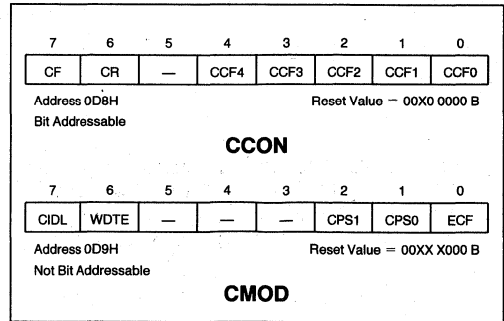 7 6 5 4 3 2 1 0
CF CR — CCF4 CCF3 CCF2 CCF1 CCF0
Address 0D8H Reset Value = 00X0 0000 B
Bit Addressable
CCON
7 6 5 4 3 2 1 0
CIDL WDTE — — — CPS1 CPS0 ECF
Address 0D9H Reset Value = 00XX X000 B
Not Bit Addressable
CMOD